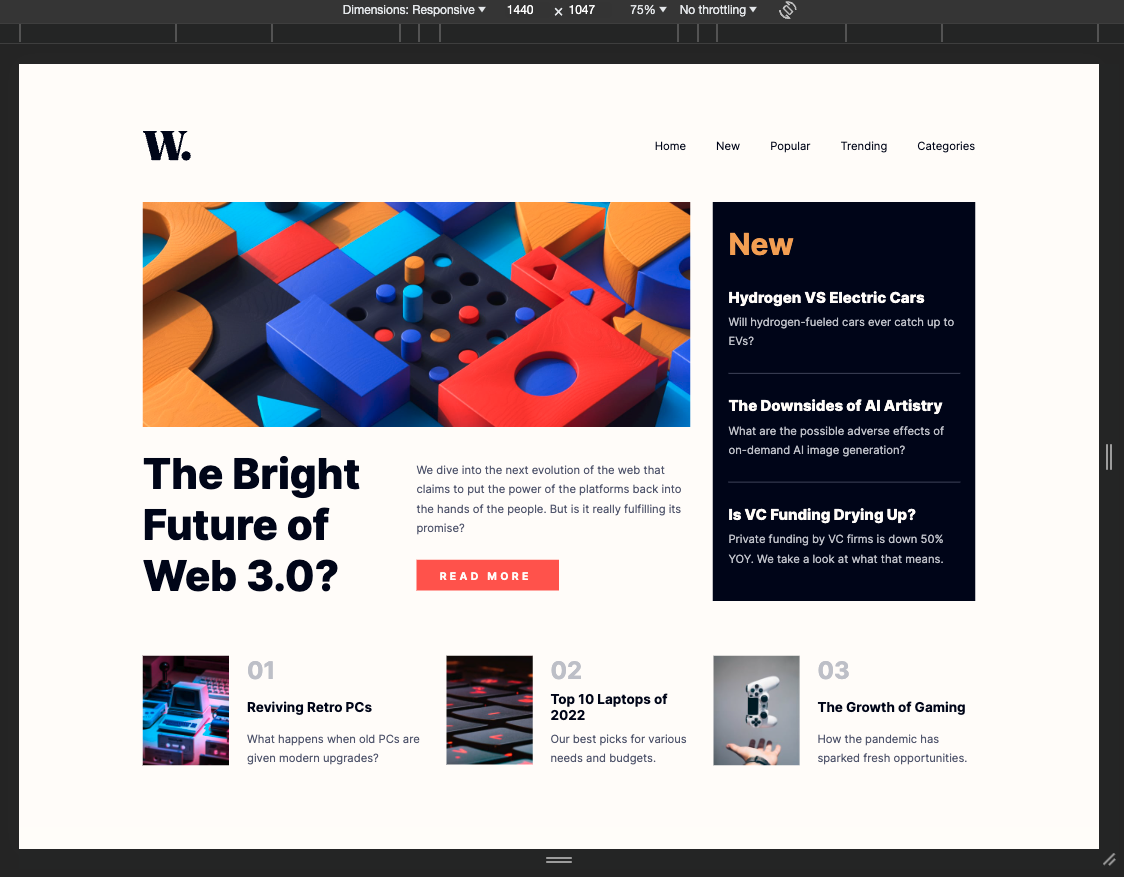 Dimensions: Responsive 1440 × 1047 75% No throttling
W.
Home New Popular Trending Categories
The Bright
Future of
Web 3.0?
We dive into the next evolution of the web that
claims to put the power of the platforms back into
the hands of the people. But is it really fulfilling its
promise?
READ MORE
New
Hydrogen VS Electric Cars
Will hydrogen-fueled cars ever catch up to
EVs?
The Downsides of AI Artistry
What are the possible adverse effects of
on-demand AI image generation?
Is VC Funding Drying Up?
Private funding by VC firms is down 50%
YOY. We take a look at what that means.
01
Reviving Retro PCs
What happens when old PCs are
given modern upgrades?
02
Top 10 Laptops of
2022
Our best picks for various
needs and budgets.
03
The Growth of Gaming
How the pandemic has
sparked fresh opportunities.